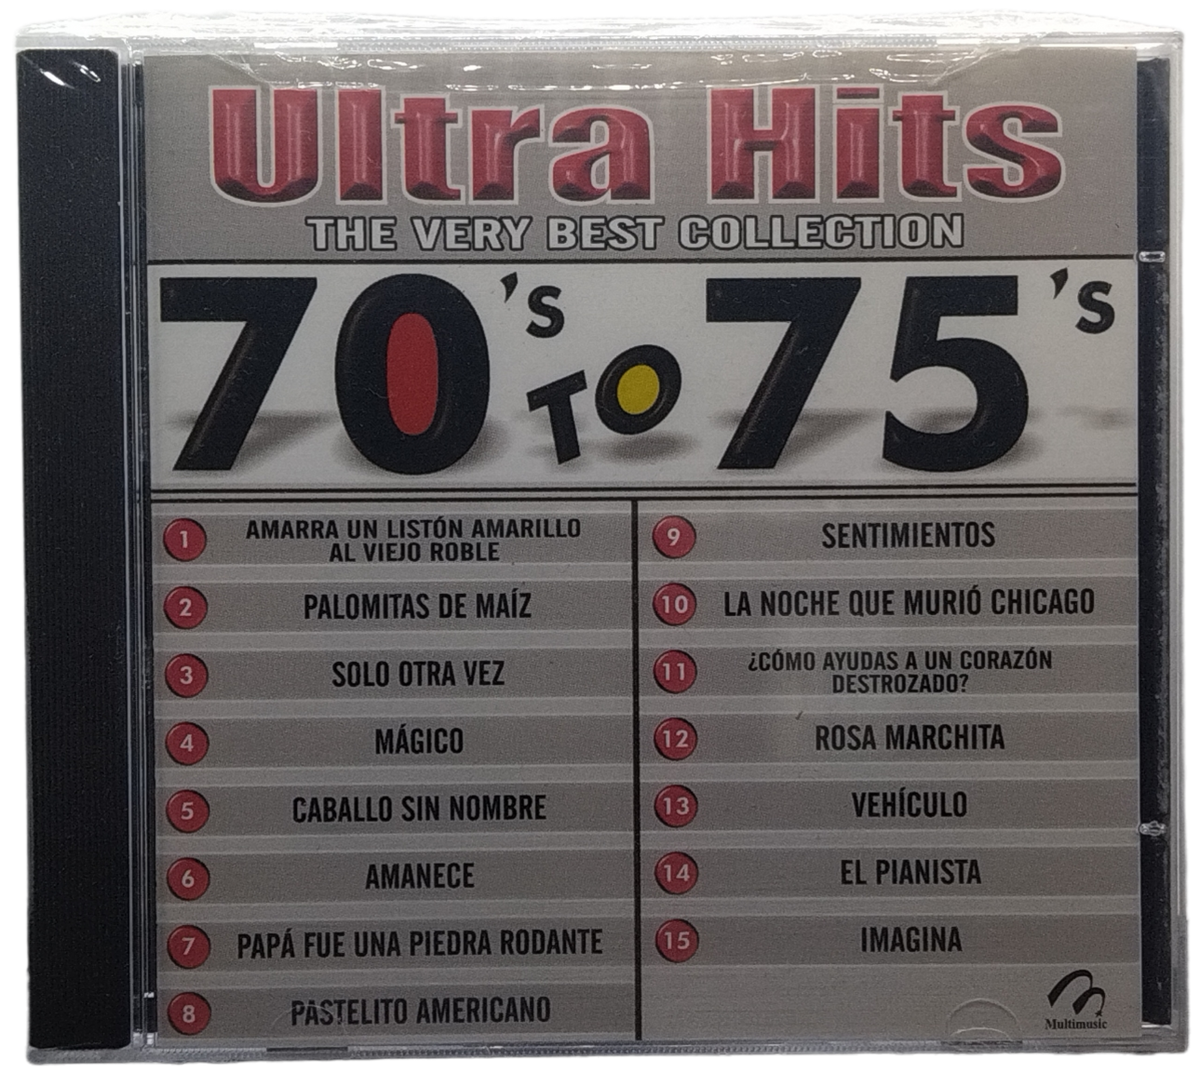 Ultra Hits
THE VERY BEST COLLECTION
70's TO 75's
1 AMARRA UN LISTÓN AMARILLO
AL VIEJO ROBLE
2 PALOMITAS DE MAÍZ
3 SOLO OTRA VEZ
4 MÁGICO
5 CABALLO SIN NOMBRE
6 AMANECE
7 PAPÁ FUE UNA PIEDRA RODANTE
8 PASTELITO AMERICANO
9 SENTIMIENTOS
10 LA NOCHE QUE MURIÓ CHICAGO
11 ¿CÓMO AYUDAS A UN CORAZÓN
DESTROZADO?
12 ROSA MARCHITA
13 VEHÍCULO
14 EL PIANISTA
15 IMAGINA
Multimusic